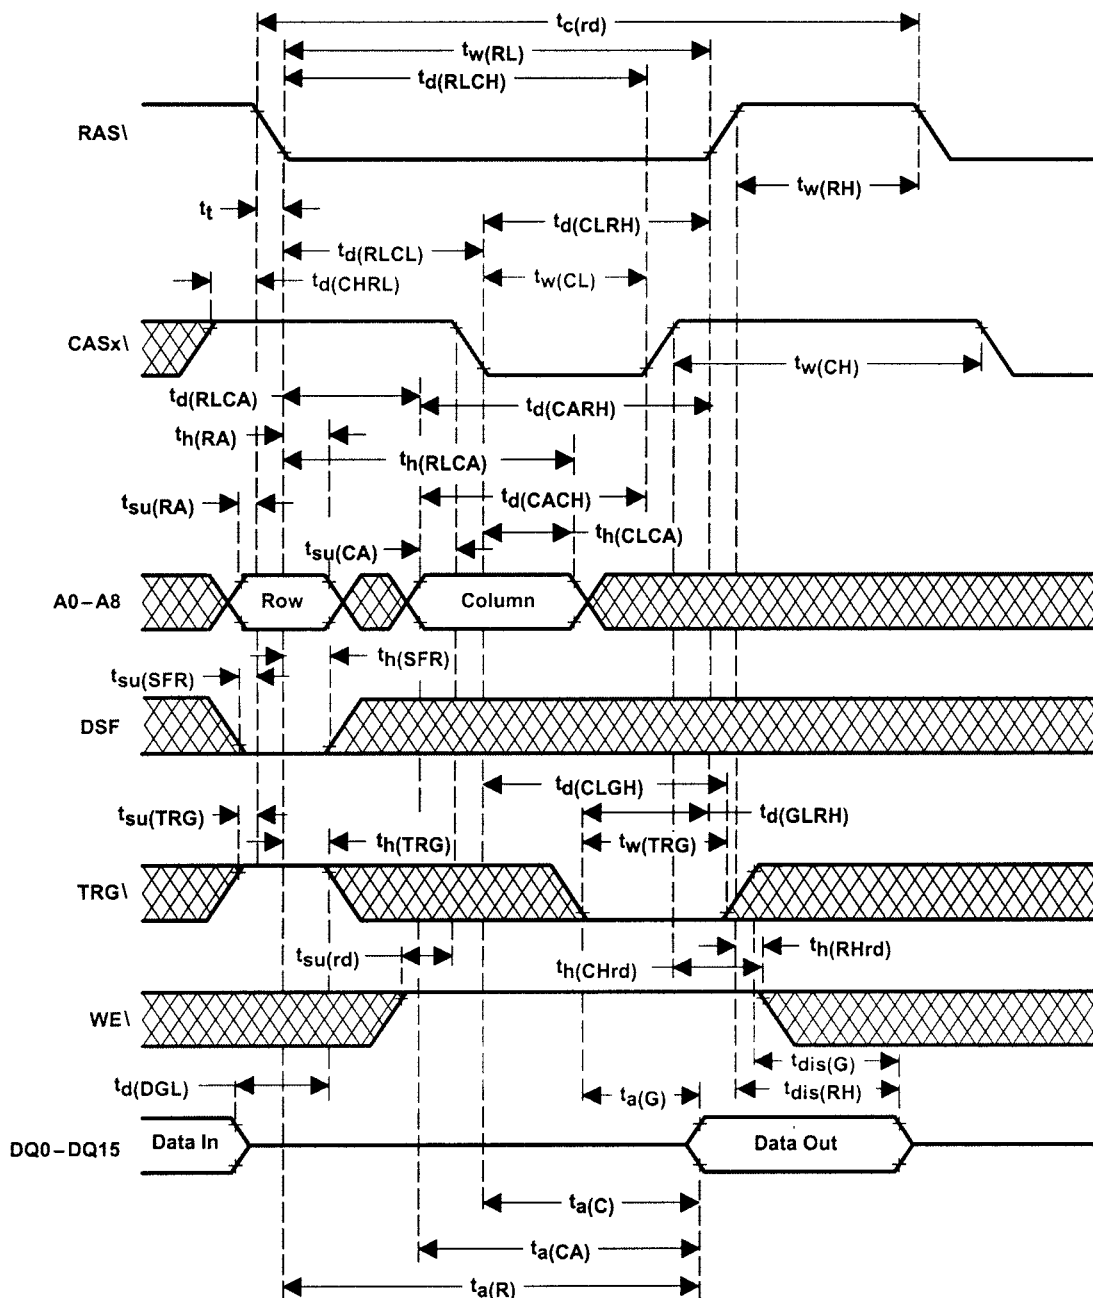 tc(rd)
tw(RL)
td(RLCH)
RAS\
tw(RH)
tt
td(CLRH)
td(RLCL)
td(CHRL)
tw(CL)
CASx\
tw(CH)
td(RLCA)
td(CARH)
th(RA)
th(RLCA)
tsu(RA)
td(CACH)
th(CLCA)
tsu(CA)
A0–A8
Row
Column
th(SFR)
tsu(SFR)
DSF
td(CLGH)
tsu(TRG)
td(GLRH)
th(TRG)
tw(TRG)
TRG\
tsu(rd)
th(RHrd)
th(CHrd)
WE\
tdis(G)
td(DGL)
ta(G)
tdis(RH)
DQ0–DQ15
Data In
Data Out
ta(C)
ta(CA)
ta(R)